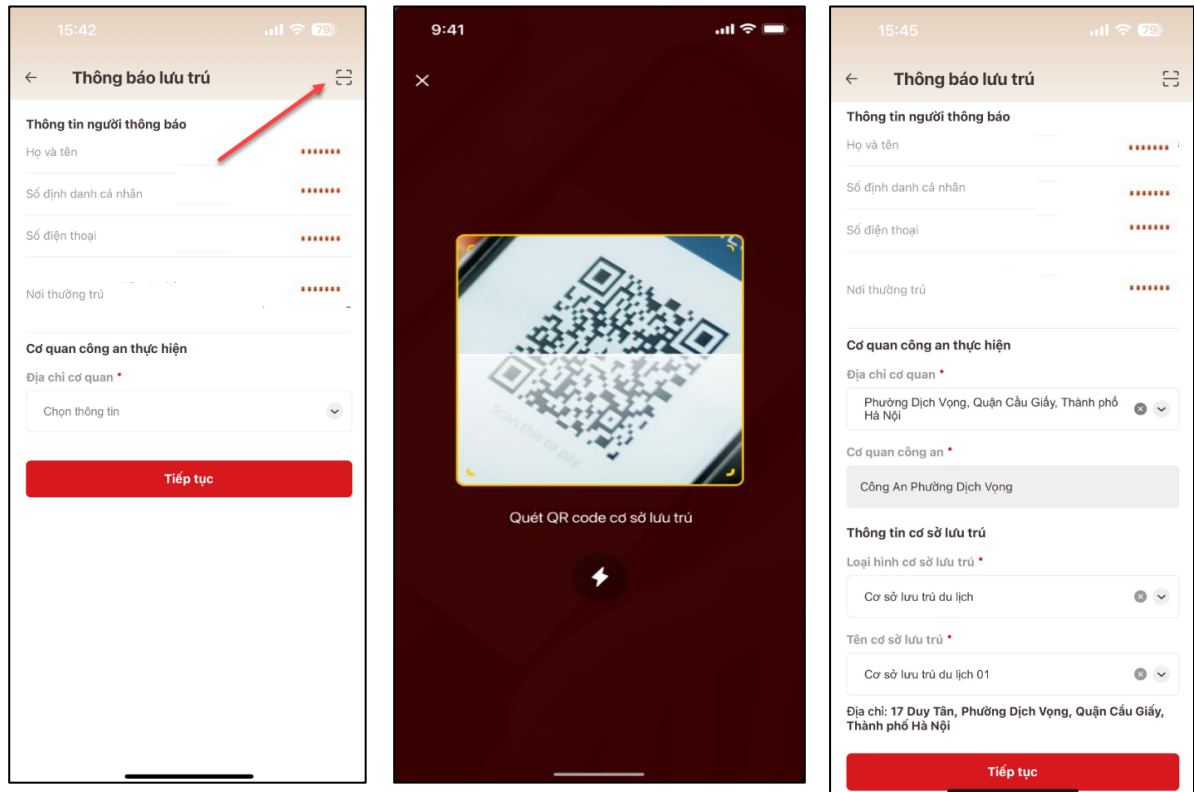 15:42
79
Thông báo lưu trú
Thông tin người thông báo
Họ và tên
Số định danh cá nhân
Số điện thoại
Nơi thường trú
Cơ quan công an thực hiện
Địa chỉ cơ quan *
Chọn thông tin
Tiếp tục
9:41
Scan this to pay
Quét QR code cơ sở lưu trú
15:45
79
Thông báo lưu trú
Thông tin người thông báo
Họ và tên
Số định danh cá nhân
Số điện thoại
Nơi thường trú
Cơ quan công an thực hiện
Địa chỉ cơ quan *
Phường Dịch Vọng, Quận Cầu Giấy, Thành phố
Hà Nội
Cơ quan công an *
Công An Phường Dịch Vọng
Thông tin cơ sở lưu trú
Loại hình cơ sở lưu trú *
Cơ sở lưu trú du lịch
Tên cơ sở lưu trú *
Cơ sở lưu trú du lịch 01
Địa chỉ: 17 Duy Tân, Phường Dịch Vọng, Quận Cầu Giấy,
Thành phố Hà Nội
Tiếp tục